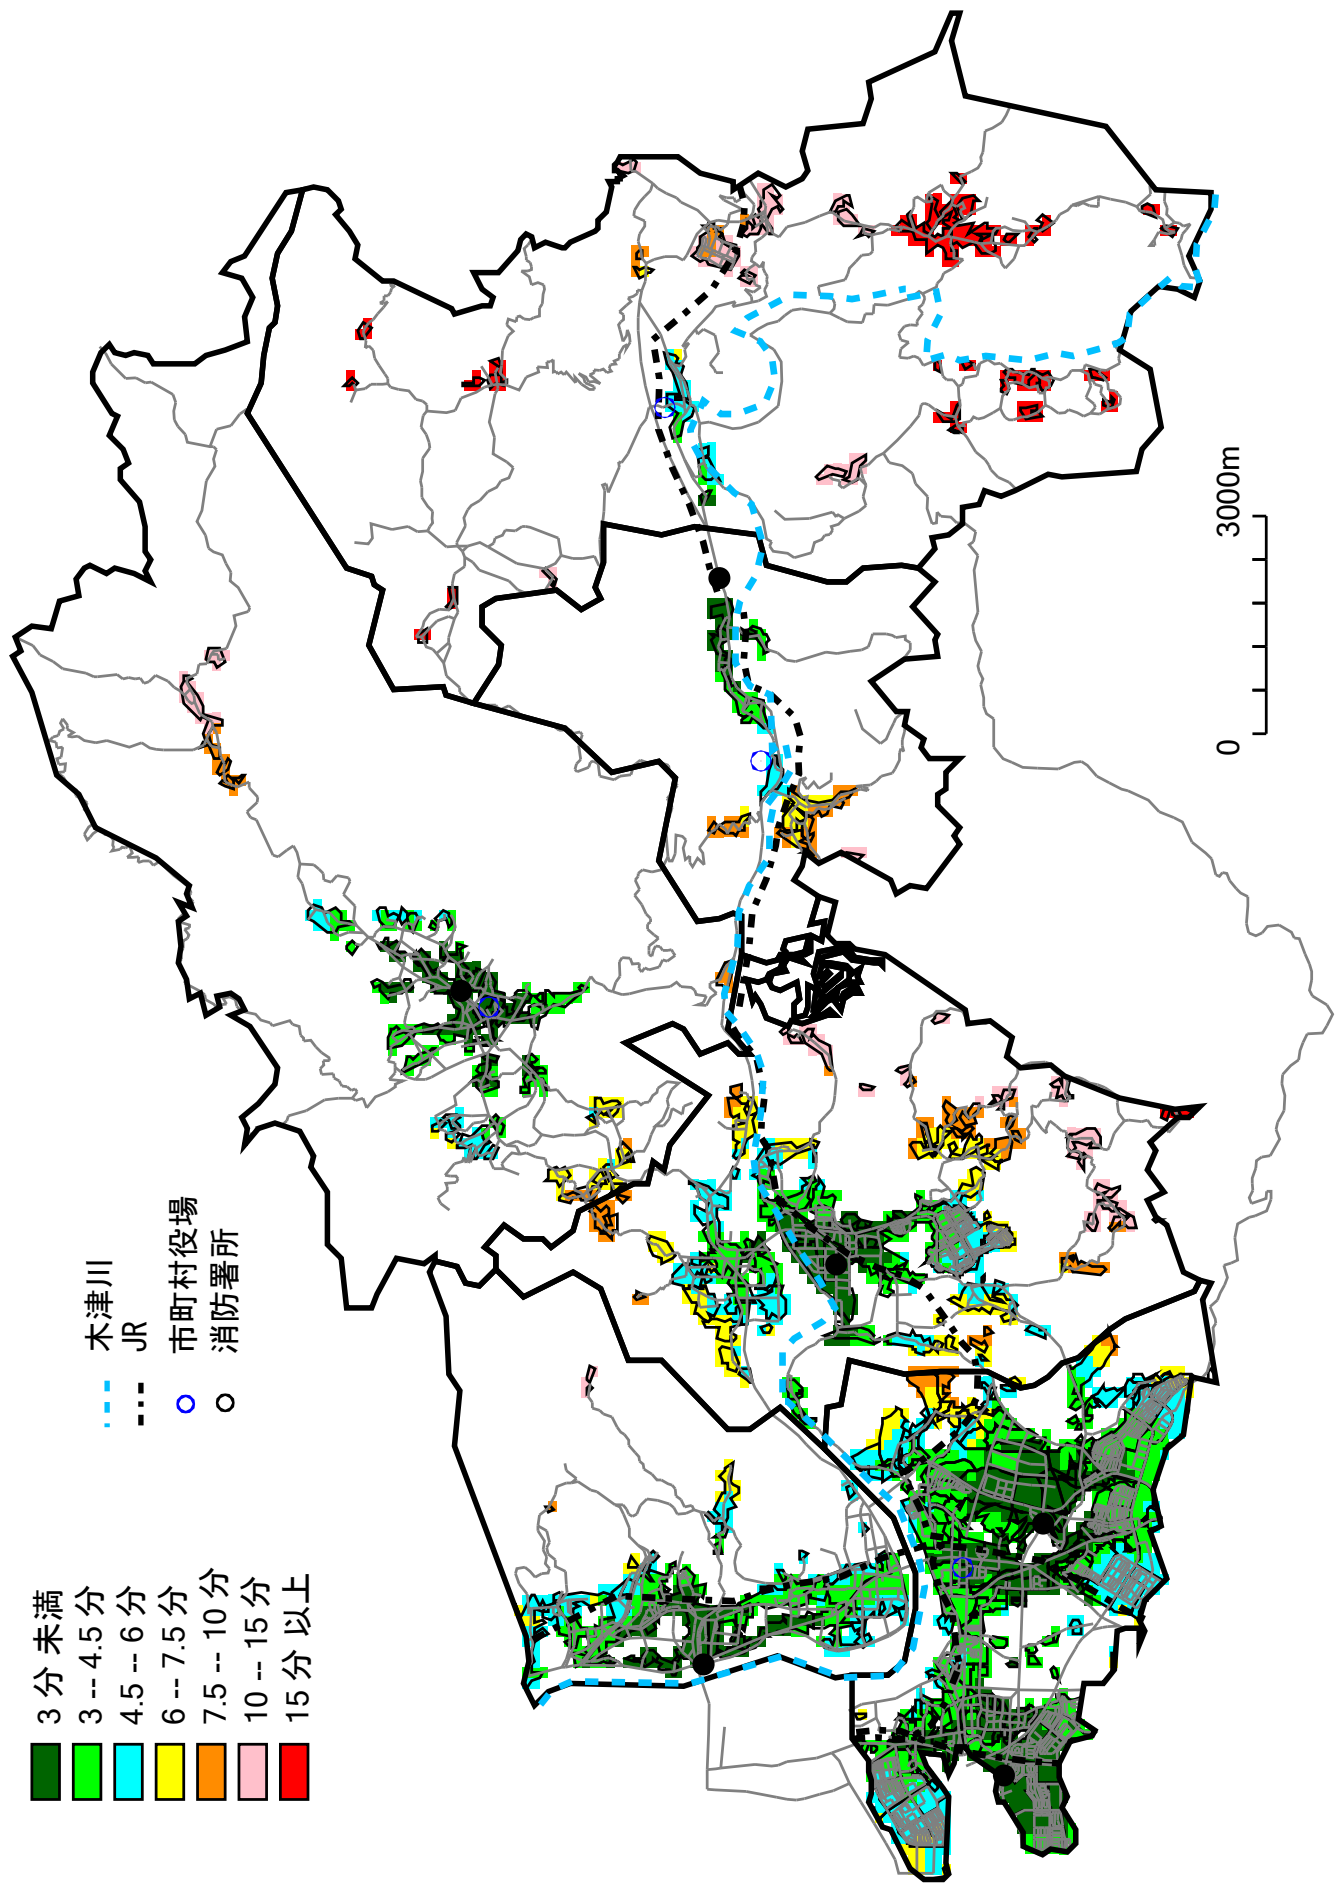 木津川
JR
市町村役場
消防署所
3 分 未満
3 -- 4.5 分
4.5 -- 6 分
6 -- 7.5 分
7.5 -- 10 分
10 -- 15 分
15 分 以上
0 3000m